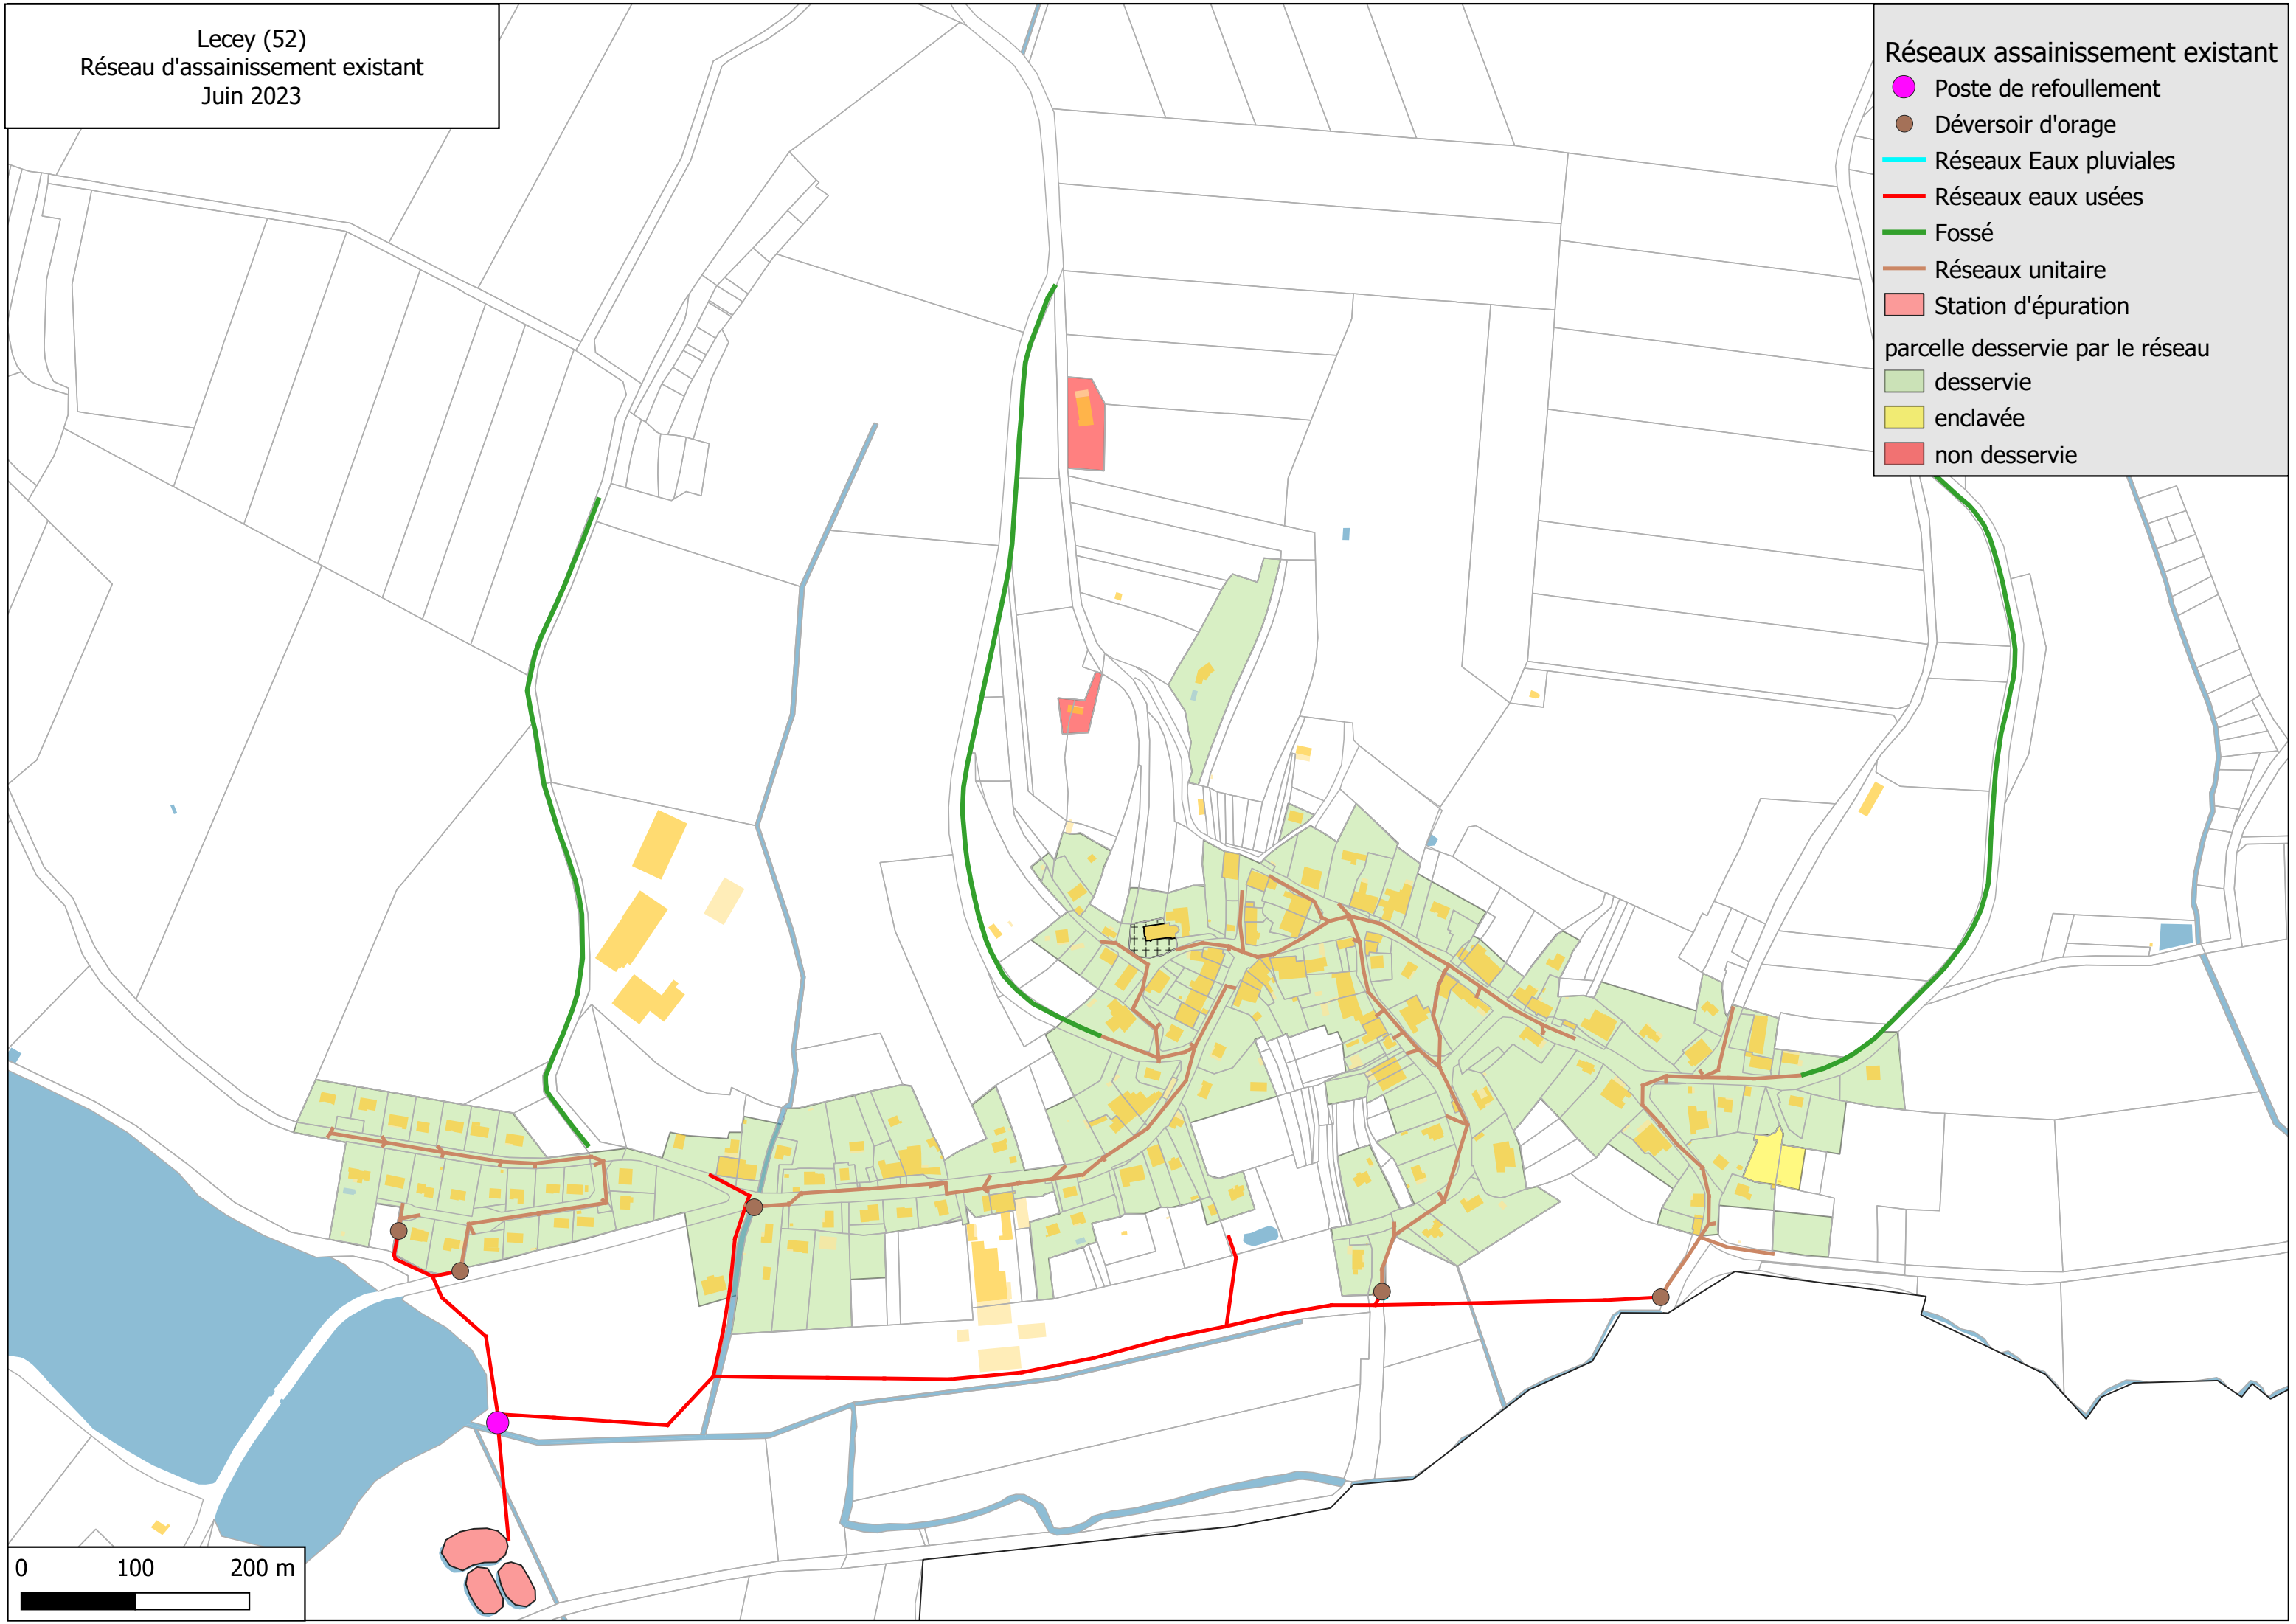 Lecey (52)
Réseau d'assainissement existant
Juin 2023
Réseaux assainissement existant
Poste de refoullement
Déversoir d'orage
Réseaux Eaux pluviales
Réseaux eaux usées
Fossé
Réseaux unitaire
Station d'épuration
parcelle desservie par le réseau
desservie
enclavée
non desservie
0 100 200 m